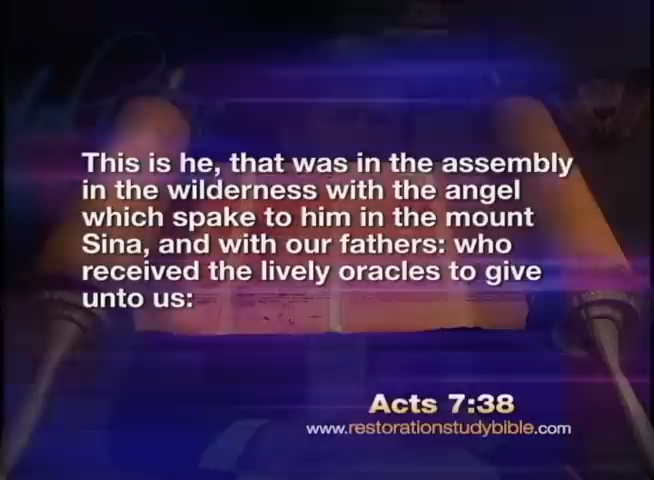 This is he, that was in the assembly
in the wilderness with the angel
which spake to him in the mount
Sina, and with our fathers: who
received the lively oracles to give
unto us:
Acts 7:38
www.restorationstudybible.com